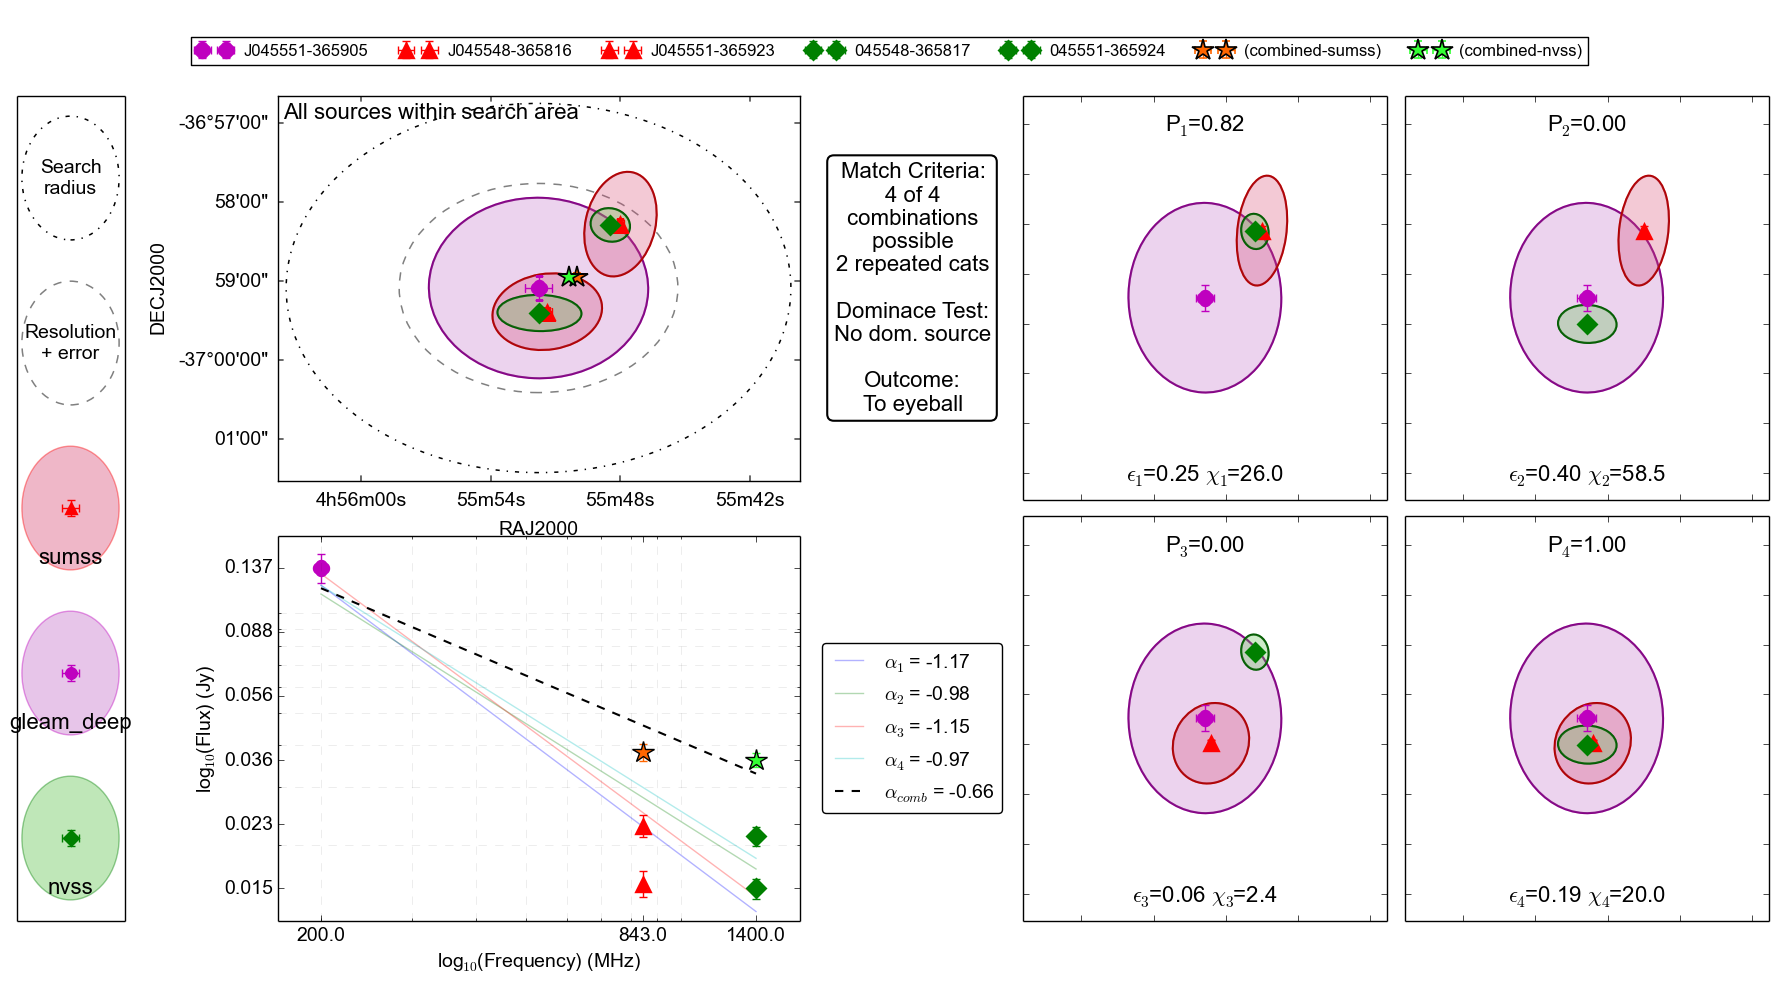 J045551-365905 J045548-365816 J045551-365923 045548-365817 045551-365924 (combined-sumss) (combined-nvss)
Search
radius
Resolution
+ error
sumss
gleam_deep
nvss
All sources within search area
DECJ2000
-36°57'00"
58'00"
59'00"
-37°00'00"
01'00"
4h56m00s 55m54s 55m48s 55m42s
RAJ2000
Match Criteria:
4 of 4
combinations
possible
2 repeated cats
Dominace Test:
No dom. source
Outcome:
To eyeball
P1=0.82
ϵ1=0.25 χ1=26.0
P2=0.00
ϵ2=0.40 χ2=58.5
log10(Flux) (Jy)
0.137
0.088
0.056
0.036
0.023
0.015
200.0 843.0 1400.0
log10(Frequency) (MHz)
α1 = -1.17
α2 = -0.98
α3 = -1.15
α4 = -0.97
αcomb = -0.66
P3=0.00
ϵ3=0.06 χ3=2.4
P4=1.00
ϵ4=0.19 χ4=20.0